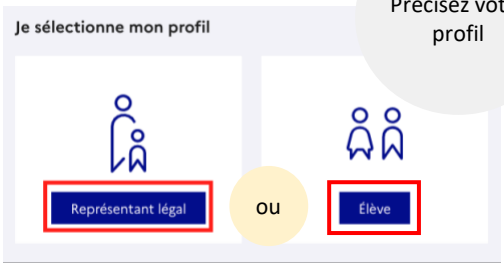 Je sélectionne mon profil
Précisez
profil
Représentant légal
ou
Élève